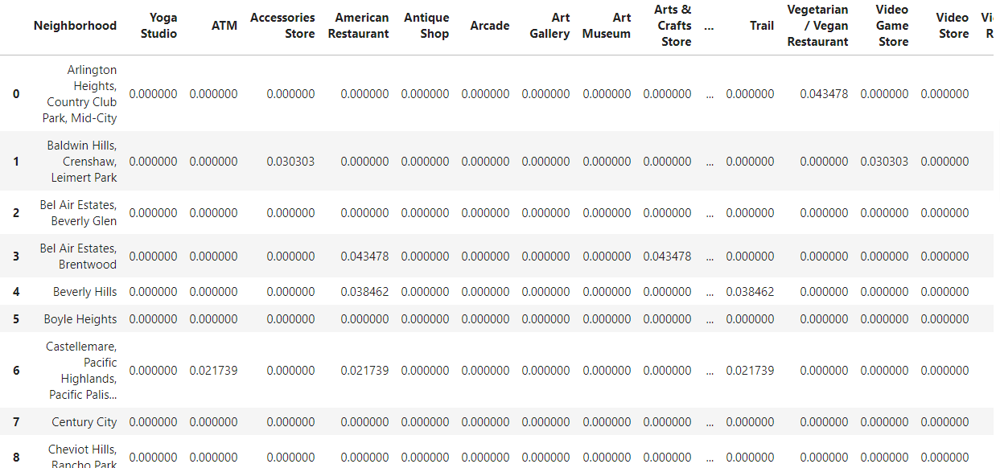 Neighborhood Yoga Studio ATM Accessories Store American Restaurant Antique Shop Arcade Art Gallery Art Museum Arts & Crafts Store ... Trail Vegetarian / Vegan Restaurant Video Game Store Video Store
0 Arlington Heights, Country Club Park, Mid-City 0.000000 0.000000 0.000000 0.000000 0.000000 0.000000 0.000000 0.000000 0.000000 ... 0.000000 0.043478 0.000000 0.000000
1 Baldwin Hills, Crenshaw, Leimert Park 0.000000 0.000000 0.030303 0.000000 0.000000 0.000000 0.000000 0.000000 0.000000 ... 0.000000 0.000000 0.030303 0.000000
2 Bel Air Estates, Beverly Glen 0.000000 0.000000 0.000000 0.000000 0.000000 0.000000 0.000000 0.000000 0.000000 ... 0.000000 0.000000 0.000000 0.000000
3 Bel Air Estates, Brentwood 0.000000 0.000000 0.000000 0.043478 0.000000 0.000000 0.000000 0.000000 0.043478 ... 0.000000 0.000000 0.000000 0.000000
4 Beverly Hills 0.000000 0.000000 0.000000 0.038462 0.000000 0.000000 0.000000 0.000000 0.000000 ... 0.038462 0.000000 0.000000 0.000000
5 Boyle Heights 0.000000 0.000000 0.000000 0.000000 0.000000 0.000000 0.000000 0.000000 0.000000 ... 0.000000 0.000000 0.000000 0.000000
6 Castellemare, Pacific Highlands, Pacific Palis... 0.000000 0.021739 0.000000 0.021739 0.000000 0.000000 0.000000 0.000000 0.000000 ... 0.021739 0.000000 0.000000 0.000000
7 Century City 0.000000 0.000000 0.000000 0.000000 0.000000 0.000000 0.000000 0.000000 0.000000 ... 0.000000 0.000000 0.000000 0.000000
8 Cheviot Hills, Rancho Park 0.000000 0.000000 0.000000 0.000000 0.000000 0.000000 0.000000 0.000000 0.000000 ... 0.000000 0.000000 0.000000 0.000000